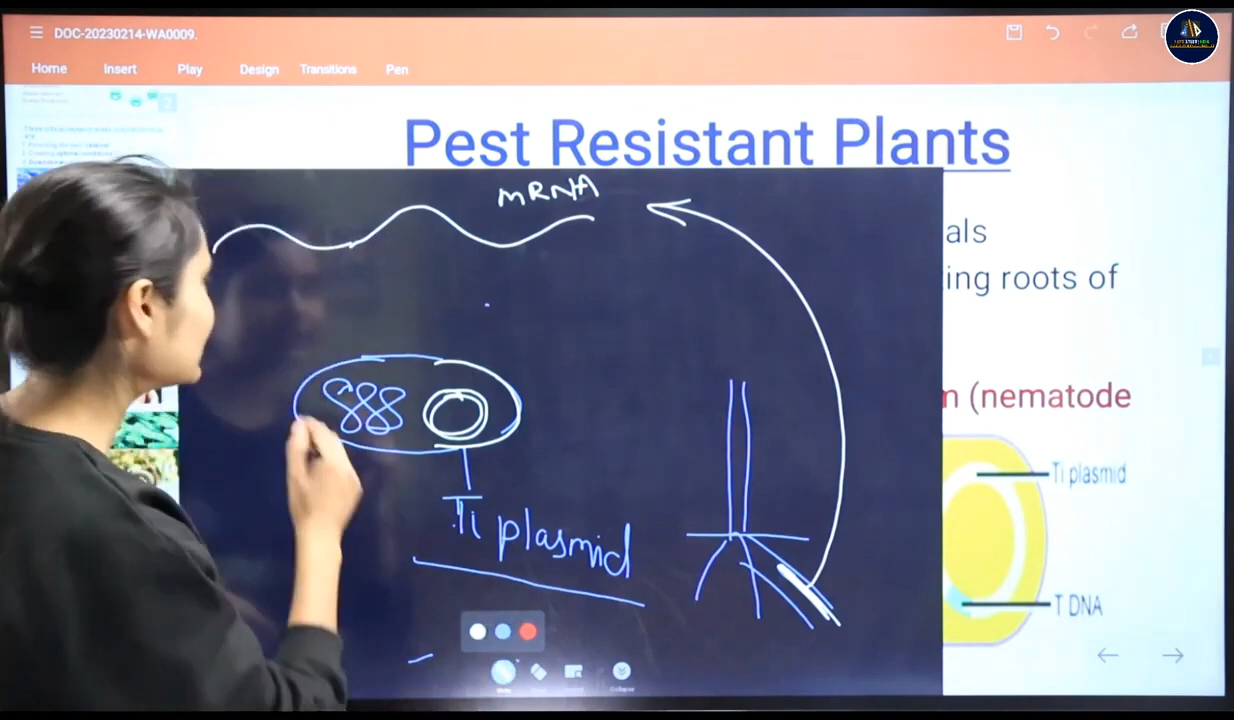 DOC-20230214-WA0009.
Home Insert Play Design Transitions Pen
Pest Resistant Plants
mRNA
als
ing roots of
m (nematode
Ti plasmid
Ti plasmid
T DNA